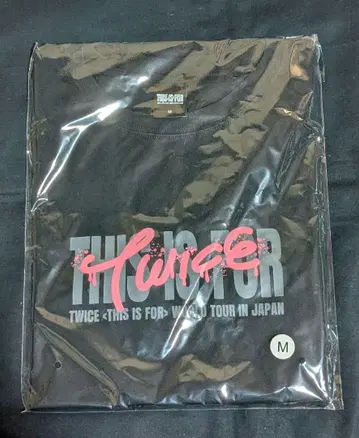 THIS IS FOR
M
THIS IS FOR
Twice
TWICE <THIS IS FOR> WORLD TOUR IN JAPAN
M